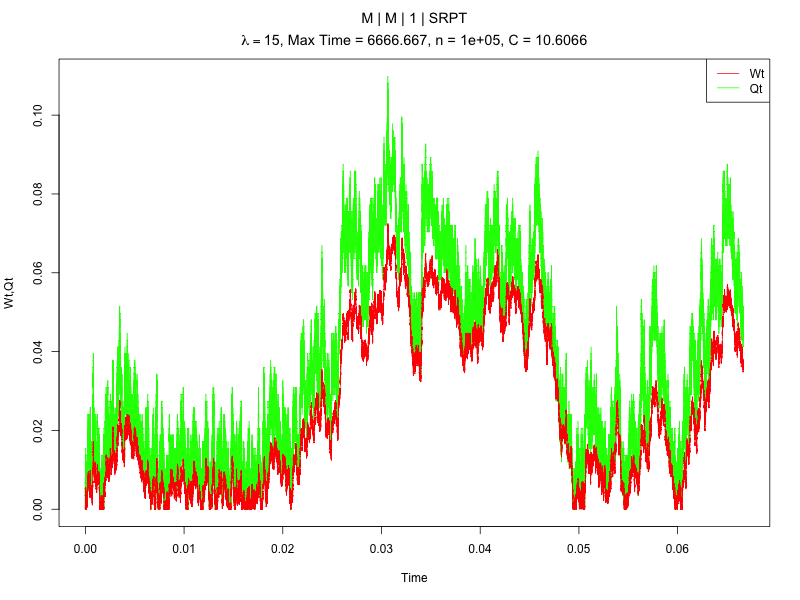 M | M | 1 | SRPT
λ = 15, Max Time = 6666.667, n = 1e+05, C = 10.6066
Wt
Qt
Wt,Qt
0.10
0.08
0.06
0.04
0.02
0.00
0.00 0.01 0.02 0.03 0.04 0.05 0.06
Time